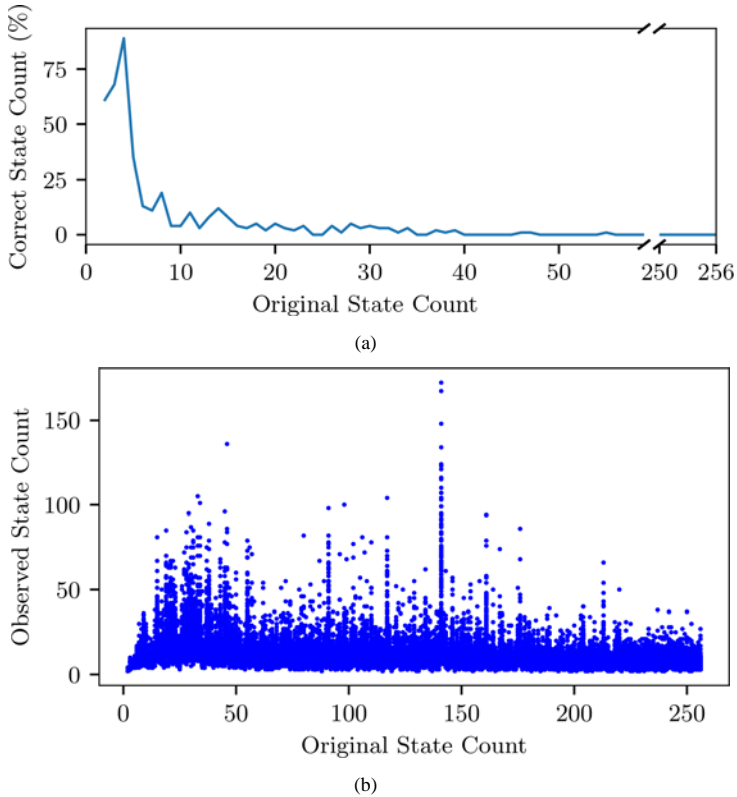 Correct State Count (%)
75
50
25
0
0 10 20 30 40 50 250 256
Original State Count
(a)
Observed State Count
150
100
50
0
0 50 100 150 200 250
Original State Count
(b)